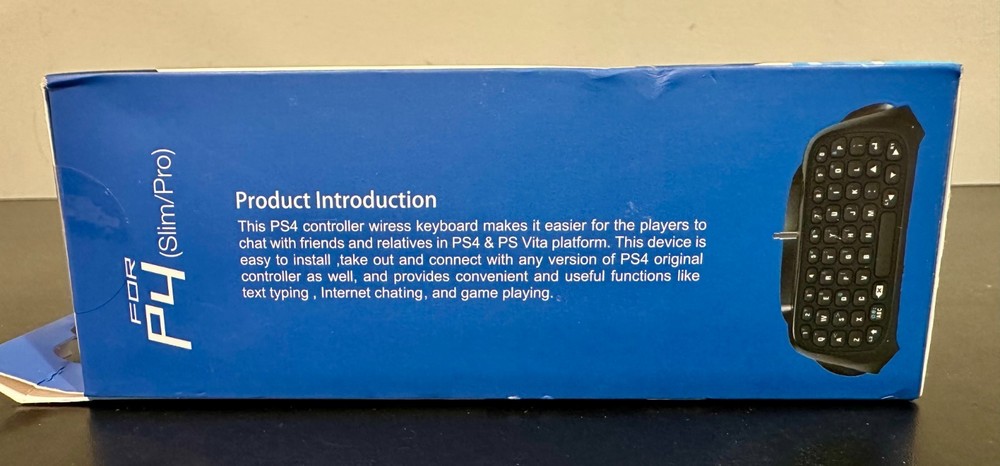 FOR
P4 (Slim/Pro)
Product Introduction
This PS4 controller wiress keyboard makes it easier for the players to
chat with friends and relatives in PS4 & PS Vita platform. This device is
easy to install ,take out and connect with any version of PS4 original
controller as well, and provides convenient and useful functions like
text typing , Internet chating, and game playing.